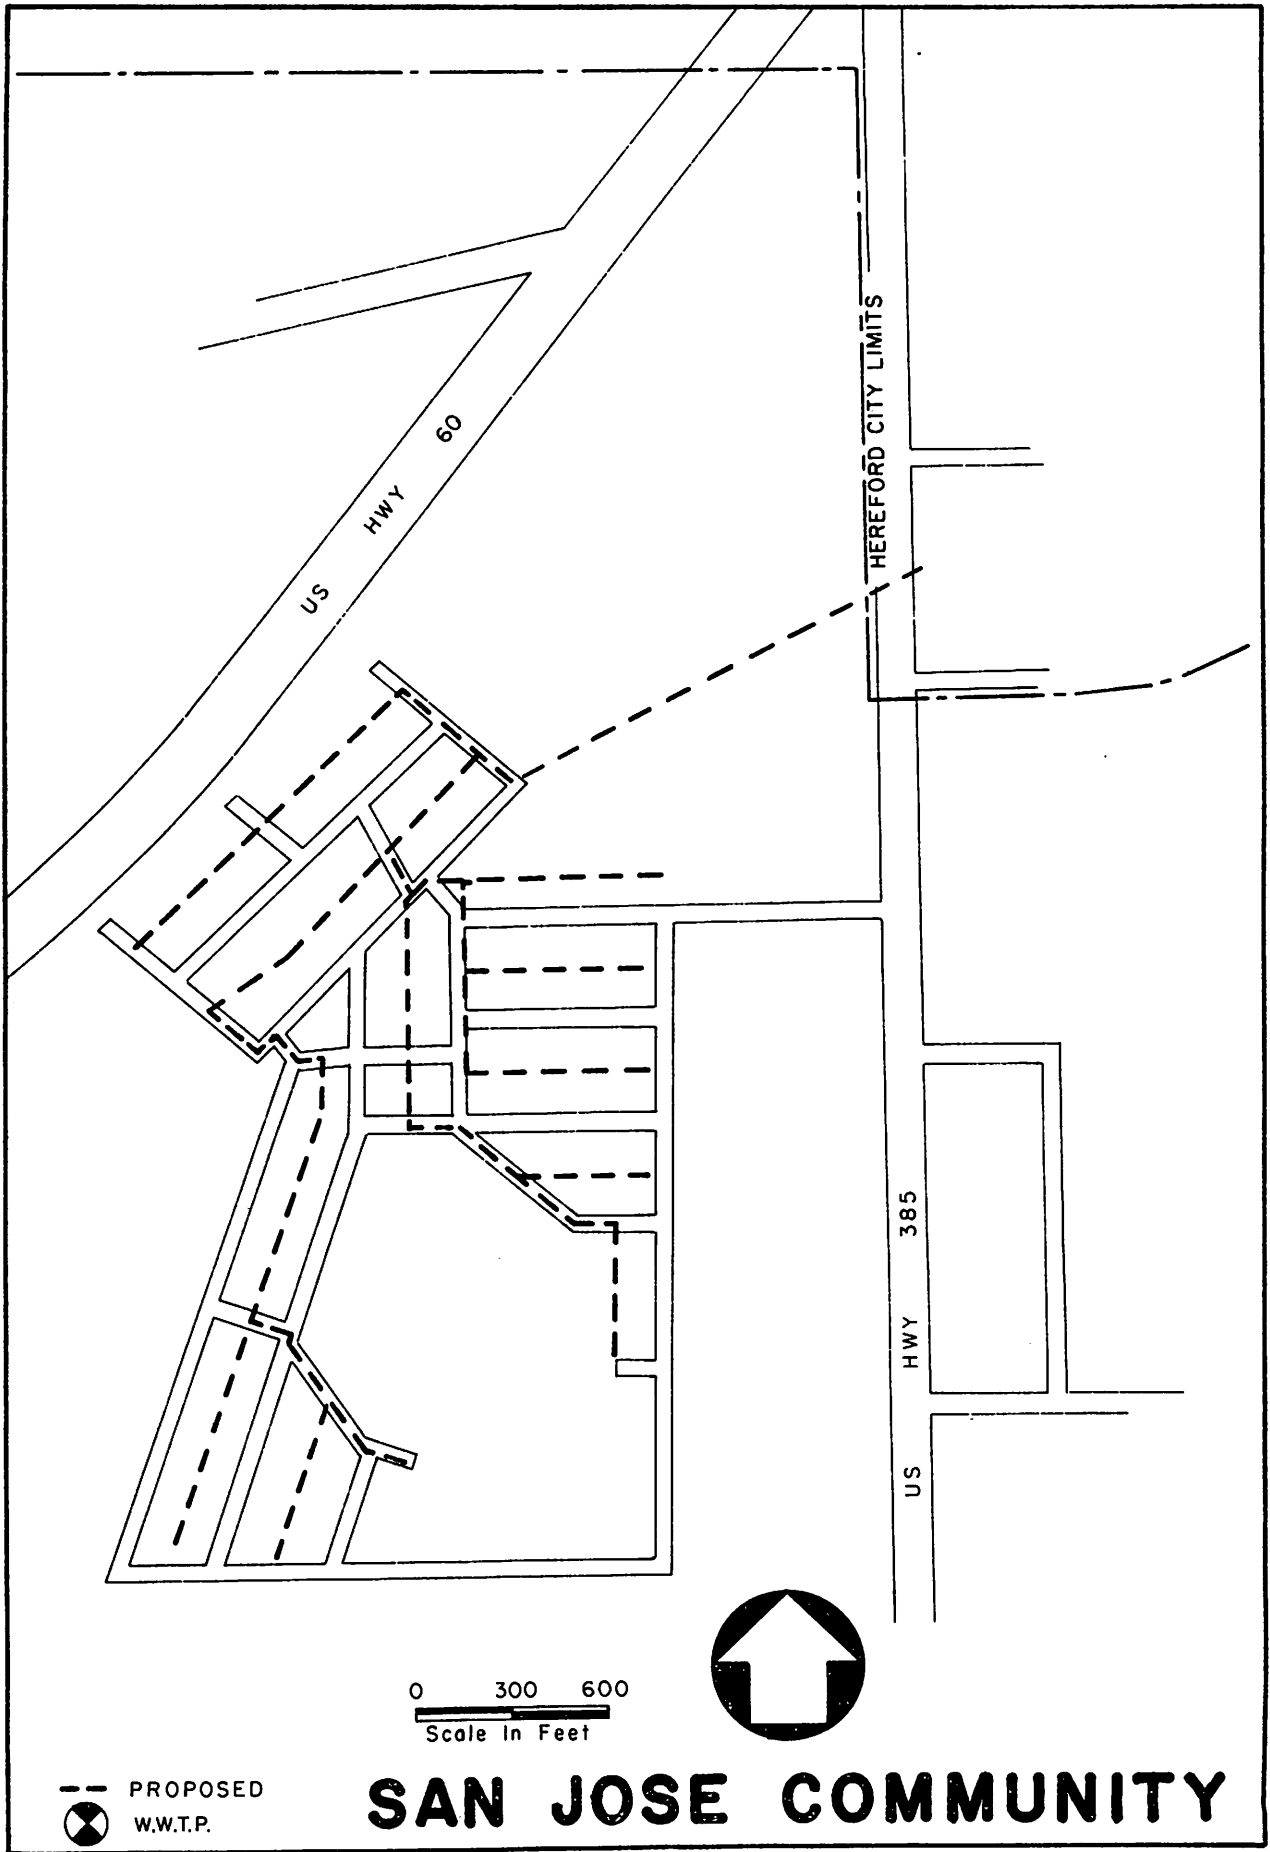 HEREFORD CITY LIMITS
US HWY 60
US HWY 385
0 300 600
Scale In Feet
PROPOSED
W.W.T.P.
SAN JOSE COMMUNITY